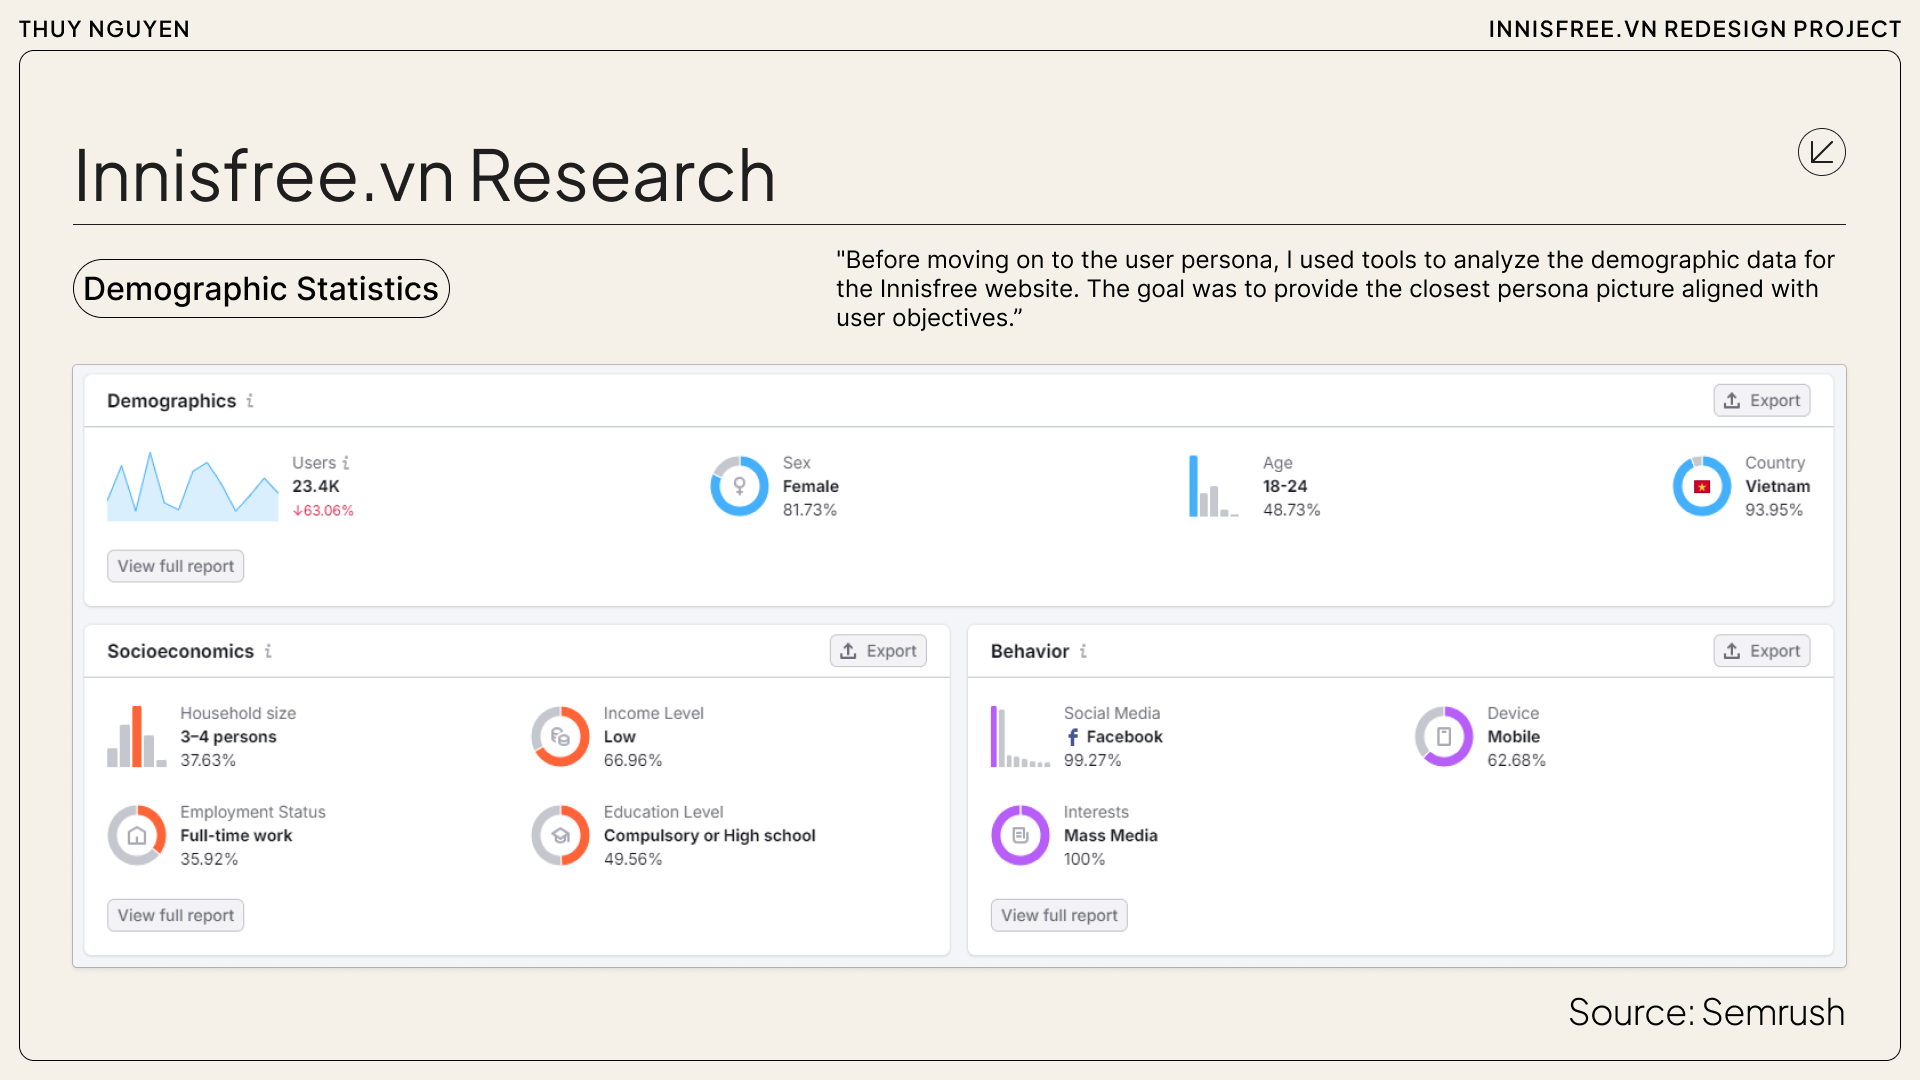 THUY NGUYEN
INNISFREE.VN REDESIGN PROJECT
Innisfree.vn Research
Demographic Statistics
"Before moving on to the user persona, I used tools to analyze the demographic data for
the Innisfree website. The goal was to provide the closest persona picture aligned with
user objectives.”
Demographics i
Export
Users i
23.4K
↓63.06%
Sex
Female
81.73%
Age
18-24
48.73%
Country
Vietnam
93.95%
View full report
Socioeconomics i
Export
Household size
3–4 persons
37.63%
Income Level
Low
66.96%
Employment Status
Full-time work
35.92%
Education Level
Compulsory or High school
49.56%
View full report
Behavior i
Export
Social Media
f Facebook
99.27%
Device
Mobile
62.68%
Interests
Mass Media
100%
View full report
Source: Semrush